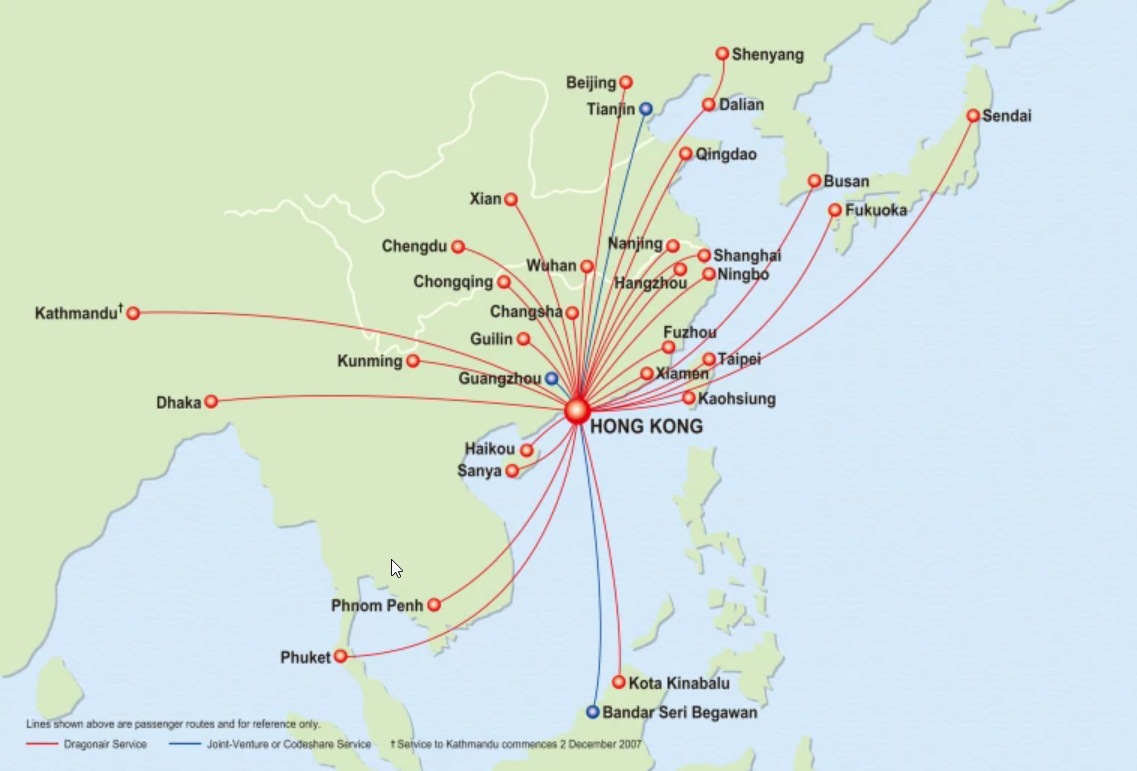 Shenyang
Beijing
Tianjin
Dalian
Sendai
Qingdao
Busan
Xian
Fukuoka
Chengdu
Nanjing
Shanghai
Wuhan
Ningbo
Chongqing
Hangzhou
Kathmandu†
Changsha
Fuzhou
Guilin
Kunming
Taipei
Guangzhou
Xiamen
Dhaka
Kaohsiung
HONG KONG
Haikou
Sanya
Phnom Penh
Phuket
Kota Kinabalu
Bandar Seri Begawan
Lines shown above are passenger routes and for reference only.
Dragonair Service Joint-Venture or Codeshare Service †Service to Kathmandu commences 2 December 2007